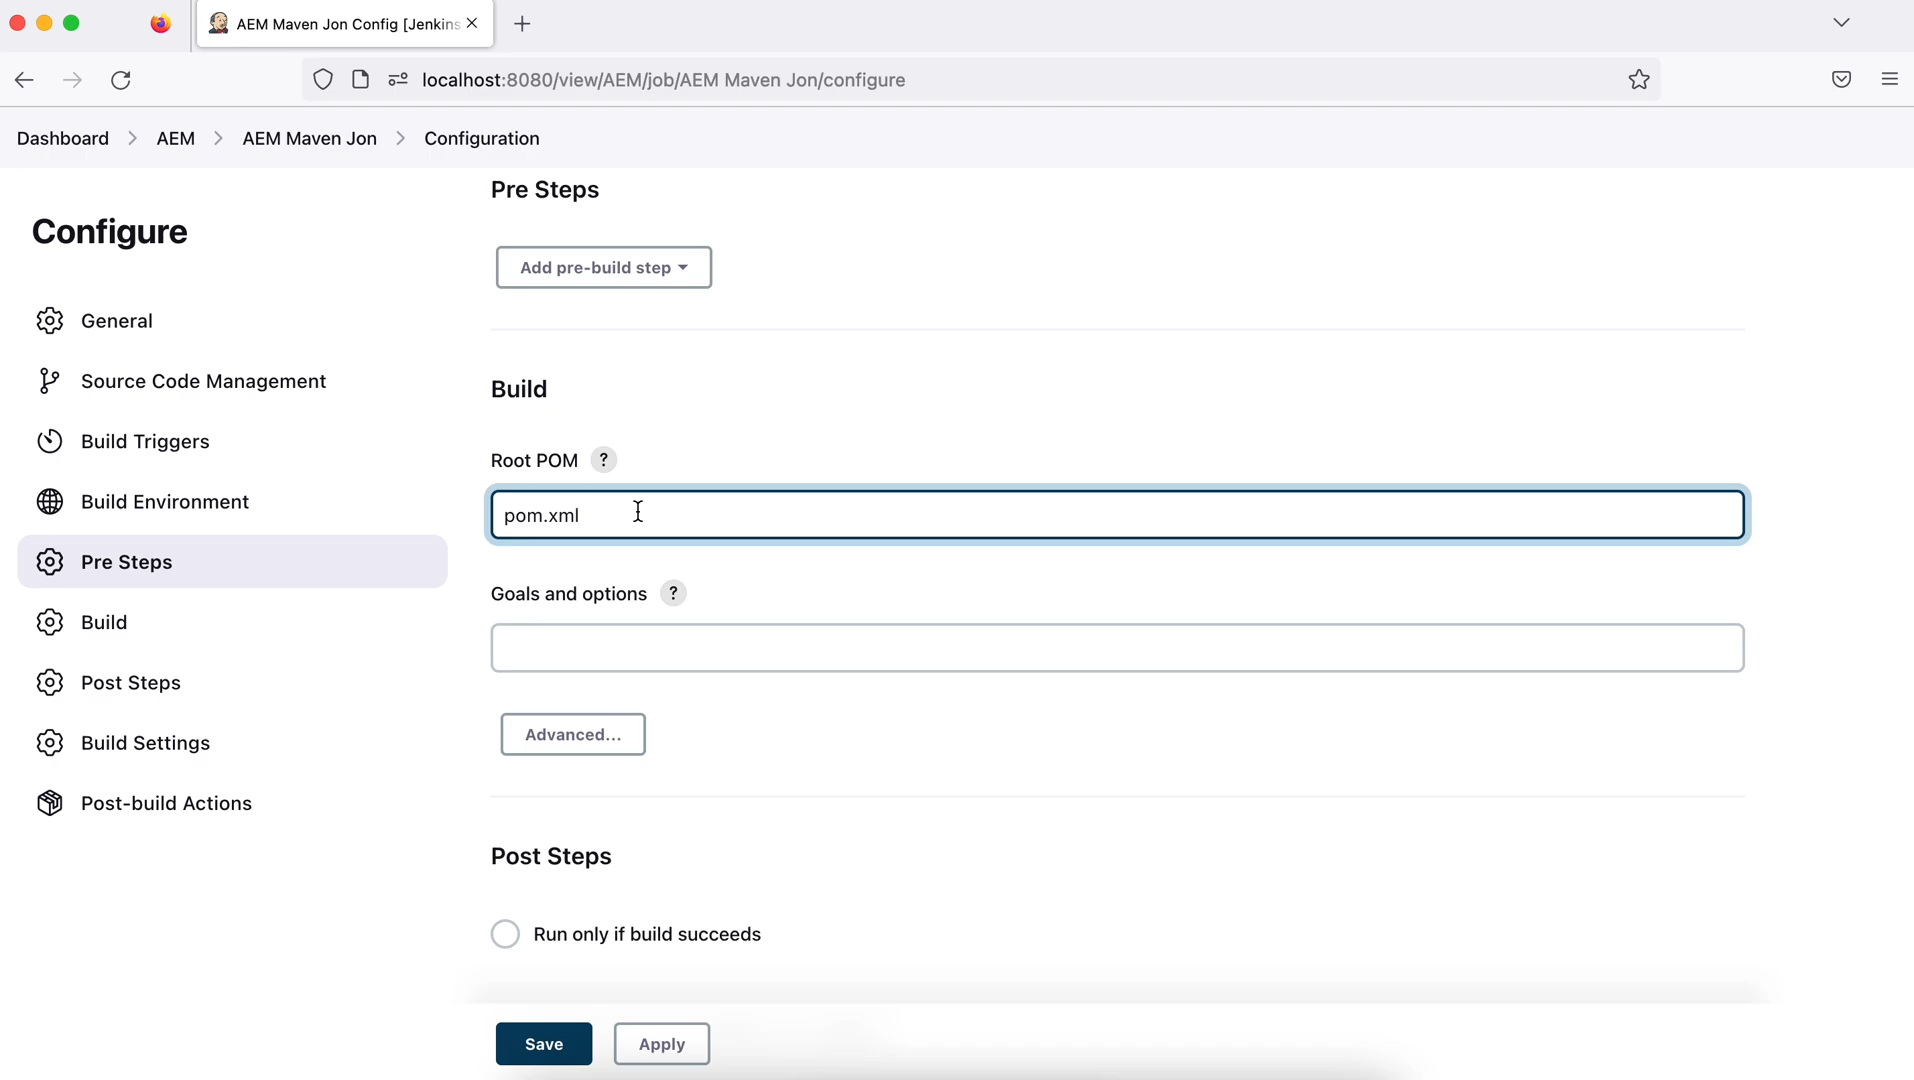 AEM Maven Jon Config [Jenkins
localhost:8080/view/AEM/job/AEM Maven Jon/configure
Dashboard AEM AEM Maven Jon Configuration
Configure
General
Source Code Management
Build Triggers
Build Environment
Pre Steps
Build
Post Steps
Build Settings
Post-build Actions
Pre Steps
Add pre-build step
Build
Root POM ?
pom.xml
Goals and options ?
Advanced...
Post Steps
Run only if build succeeds
Save Apply